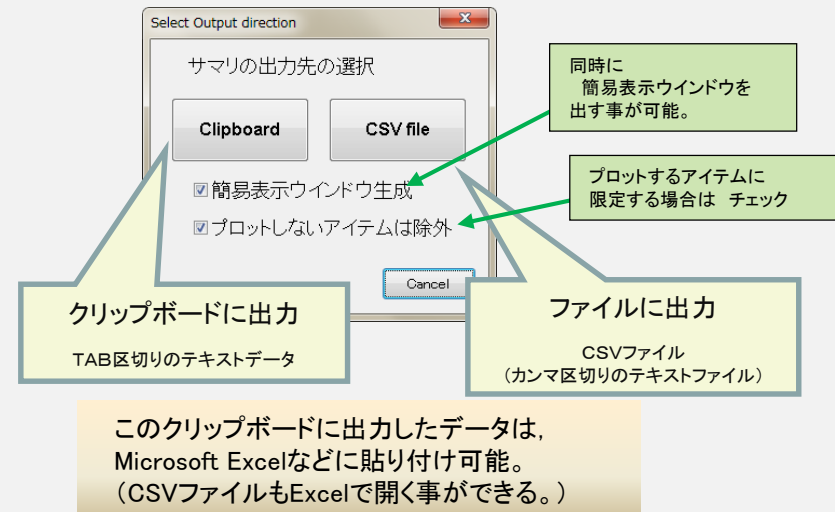 Select Output direction
サマリの出力先の選択
Clipboard
CSV file
簡易表示ウインドウ生成
プロットしないアイテムは除外
Cancel
同時に
簡易表示ウインドウを
出す事が可能。
プロットするアイテムに
限定する場合は チェック
クリップボードに出力
TAB区切りのテキストデータ
ファイルに出力
CSVファイル
(カンマ区切りのテキストファイル)
このクリップボードに出力したデータは,
Microsoft Excelなどに貼り付け可能。
(CSVファイルもExcelで開く事ができる。)